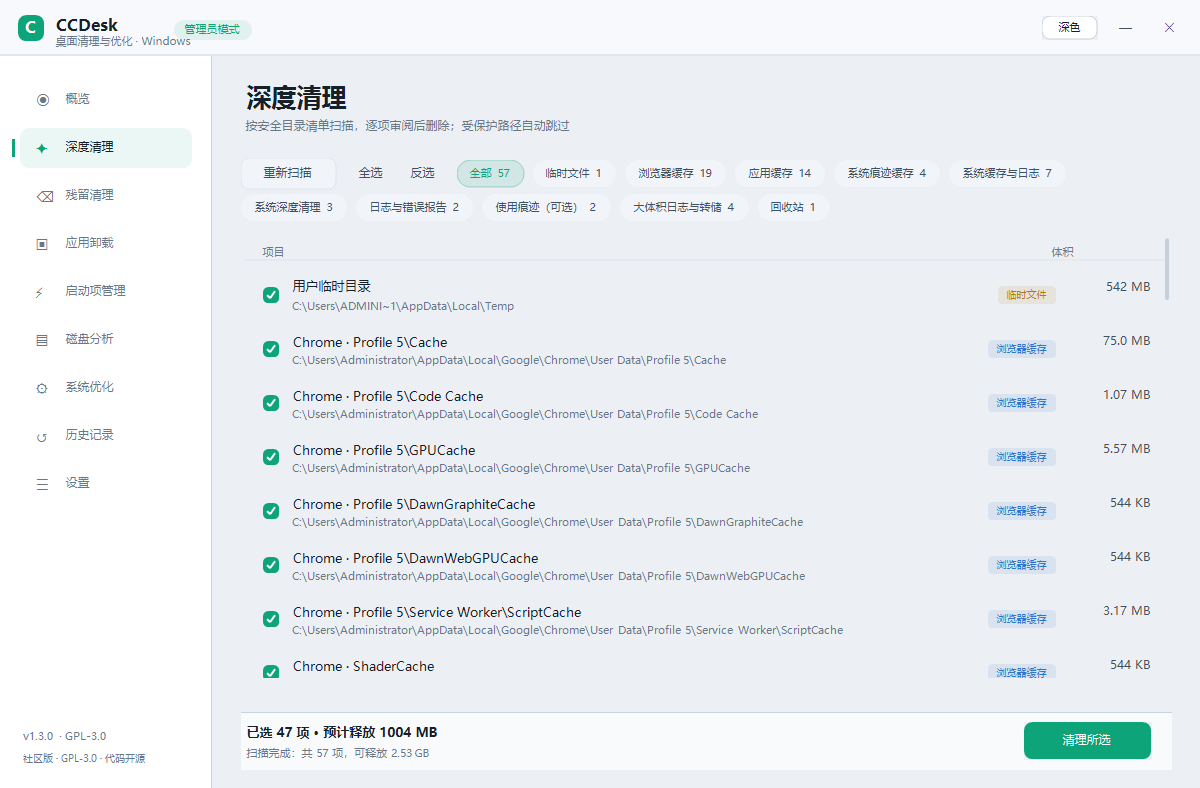 C CCDesk 管理员模式
桌面清理与优化 · Windows
深色
概览
深度清理
残留清理
应用卸载
启动项管理
磁盘分析
系统优化
历史记录
设置
v1.3.0 · GPL-3.0
社区版 · GPL-3.0 · 代码开源
深度清理
按安全目录清单扫描，逐项审阅后删除；受保护路径自动跳过
重新扫描 全选 反选 全部 57 临时文件 1 浏览器缓存 19 应用缓存 14 系统痕迹缓存 4 系统缓存与日志 7
系统深度清理 3 日志与错误报告 2 使用痕迹（可选） 2 大体积日志与转储 4 回收站 1
项目 体积
用户临时目录
C:\Users\ADMINI~1\AppData\Local\Temp
临时文件 542 MB
Chrome · Profile 5\Cache
C:\Users\Administrator\AppData\Local\Google\Chrome\User Data\Profile 5\Cache
浏览器缓存 75.0 MB
Chrome · Profile 5\Code Cache
C:\Users\Administrator\AppData\Local\Google\Chrome\User Data\Profile 5\Code Cache
浏览器缓存 1.07 MB
Chrome · Profile 5\GPUCache
C:\Users\Administrator\AppData\Local\Google\Chrome\User Data\Profile 5\GPUCache
浏览器缓存 5.57 MB
Chrome · Profile 5\DawnGraphiteCache
C:\Users\Administrator\AppData\Local\Google\Chrome\User Data\Profile 5\DawnGraphiteCache
浏览器缓存 544 KB
Chrome · Profile 5\DawnWebGPUCache
C:\Users\Administrator\AppData\Local\Google\Chrome\User Data\Profile 5\DawnWebGPUCache
浏览器缓存 544 KB
Chrome · Profile 5\Service Worker\ScriptCache
C:\Users\Administrator\AppData\Local\Google\Chrome\User Data\Profile 5\Service Worker\ScriptCache
浏览器缓存 3.17 MB
Chrome · ShaderCache
浏览器缓存 544 KB
已选 47 项 • 预计释放 1004 MB
扫描完成：共 57 项，可释放 2.53 GB
清理所选